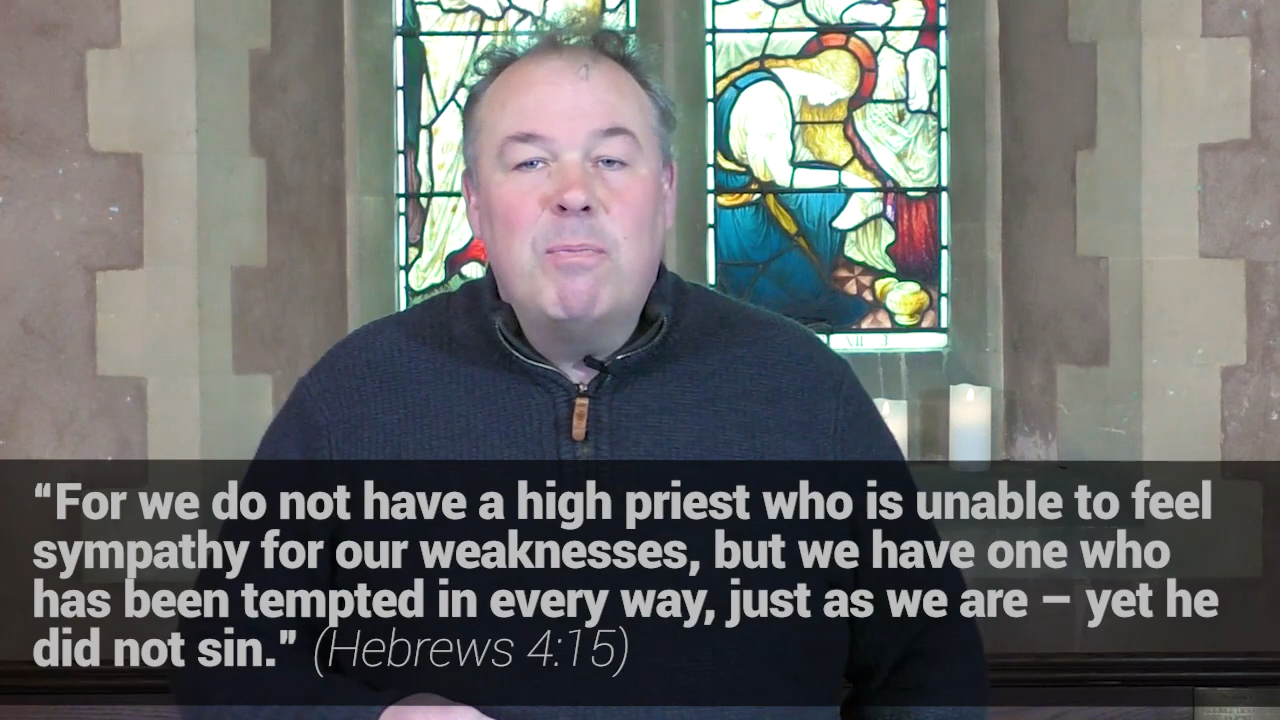 “For we do not have a high priest who is unable to feel
sympathy for our weaknesses, but we have one who
has been tempted in every way, just as we are – yet he
did not sin.” (Hebrews 4:15)